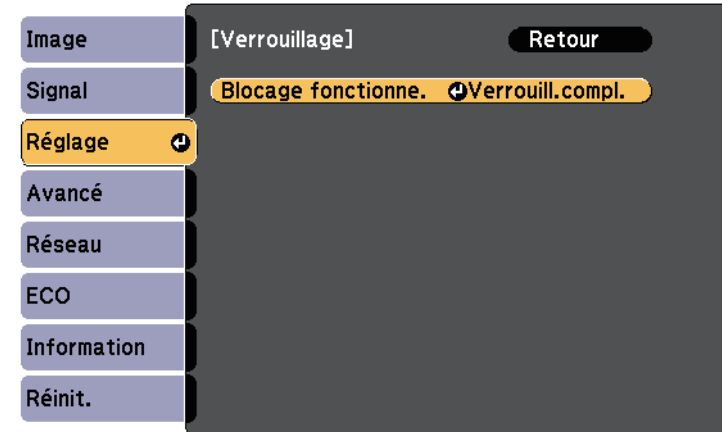 Image
Signal
Réglage
Avancé
Réseau
ECO
Information
Réinit.
[Verrouillage] Retour
Blocage fonctionne. Verrouill.compl.